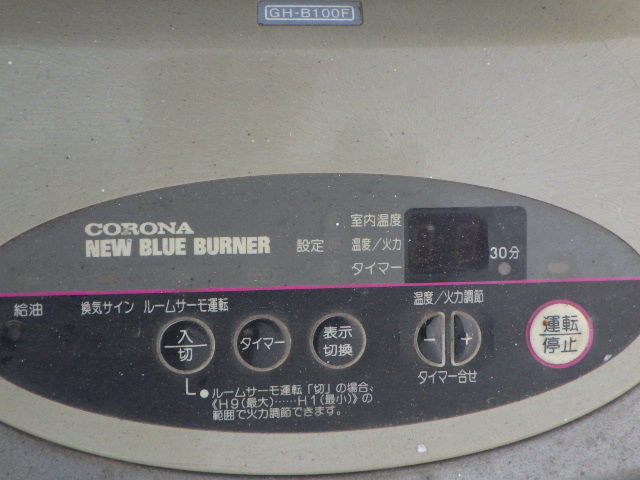 GH-B100F
CORONA
NEW BLUE BURNER
設定
室内温度
温度/火力
タイマー
30分
給油
換気サイン
ルームサーモ運転
温度/火力調節
入/切
タイマー
表示切換
-
+
運転/停止
タイマー合せ
ルームサーモ運転「切」の場合、
《H9(最大)……H1(最小)》の
範囲で火力調節できます。